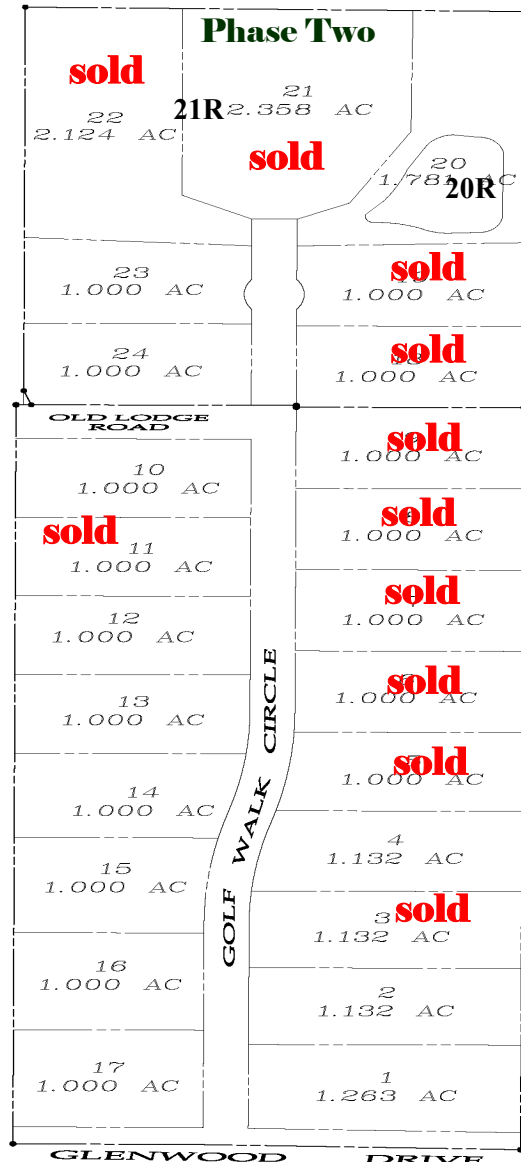 Phase Two
sold
22
2.124 AC
21R
21
2.358 AC
sold
20
1.781 AC
20R
23
1.000 AC
sold
1.000 AC
24
1.000 AC
sold
1.000 AC
OLD LODGE
ROAD
sold
1.000 AC
10
1.000 AC
sold
1.000 AC
sold
11
1.000 AC
sold
1.000 AC
12
1.000 AC
sold
1.000 AC
13
1.000 AC
sold
1.000 AC
14
1.000 AC
4
1.132 AC
15
1.000 AC
3
sold
1.132 AC
16
1.000 AC
2
1.132 AC
17
1.000 AC
1
1.263 AC
GOLF WALK CIRCLE
GLENWOOD DRIVE